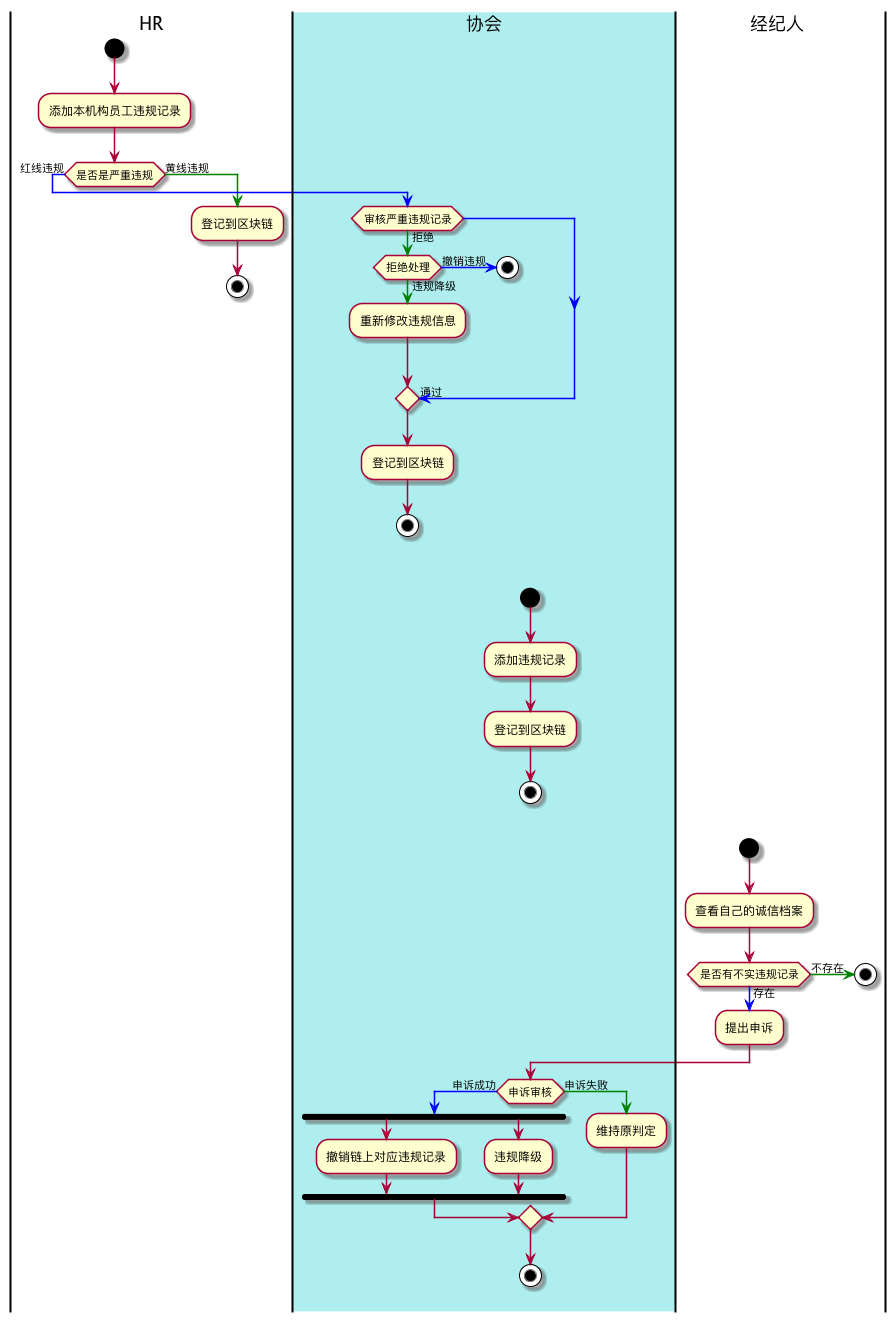 HR
协会
经纪人
添加本机构员工违规记录
红线违规
是否是严重违规
黄线违规
登记到区块链
审核严重违规记录
拒绝
拒绝处理
撤销违规
违规降级
重新修改违规信息
通过
登记到区块链
添加违规记录
登记到区块链
查看自己的诚信档案
是否有不实违规记录
不存在
存在
提出申诉
申诉成功
申诉审核
申诉失败
撤销链上对应违规记录
违规降级
维持原判定